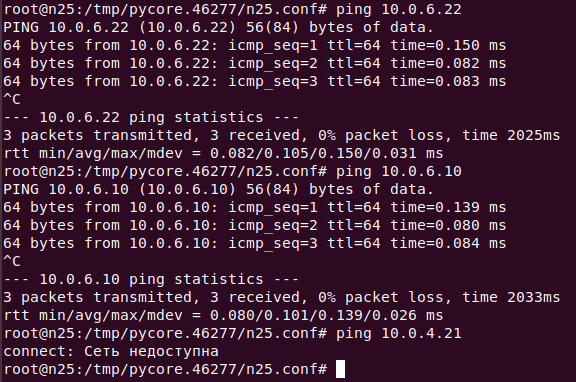 root@n25:/tmp/pycore.46277/n25.conf# ping 10.0.6.22
PING 10.0.6.22 (10.0.6.22) 56(84) bytes of data.
64 bytes from 10.0.6.22: icmp_seq=1 ttl=64 time=0.150 ms
64 bytes from 10.0.6.22: icmp_seq=2 ttl=64 time=0.082 ms
64 bytes from 10.0.6.22: icmp_seq=3 ttl=64 time=0.083 ms
^C
--- 10.0.6.22 ping statistics ---
3 packets transmitted, 3 received, 0% packet loss, time 2025ms
rtt min/avg/max/mdev = 0.082/0.105/0.150/0.031 ms
root@n25:/tmp/pycore.46277/n25.conf# ping 10.0.6.10
PING 10.0.6.10 (10.0.6.10) 56(84) bytes of data.
64 bytes from 10.0.6.10: icmp_seq=1 ttl=64 time=0.139 ms
64 bytes from 10.0.6.10: icmp_seq=2 ttl=64 time=0.080 ms
64 bytes from 10.0.6.10: icmp_seq=3 ttl=64 time=0.084 ms
^C
--- 10.0.6.10 ping statistics ---
3 packets transmitted, 3 received, 0% packet loss, time 2033ms
rtt min/avg/max/mdev = 0.080/0.101/0.139/0.026 ms
root@n25:/tmp/pycore.46277/n25.conf# ping 10.0.4.21
connect: Сеть недоступна
root@n25:/tmp/pycore.46277/n25.conf#